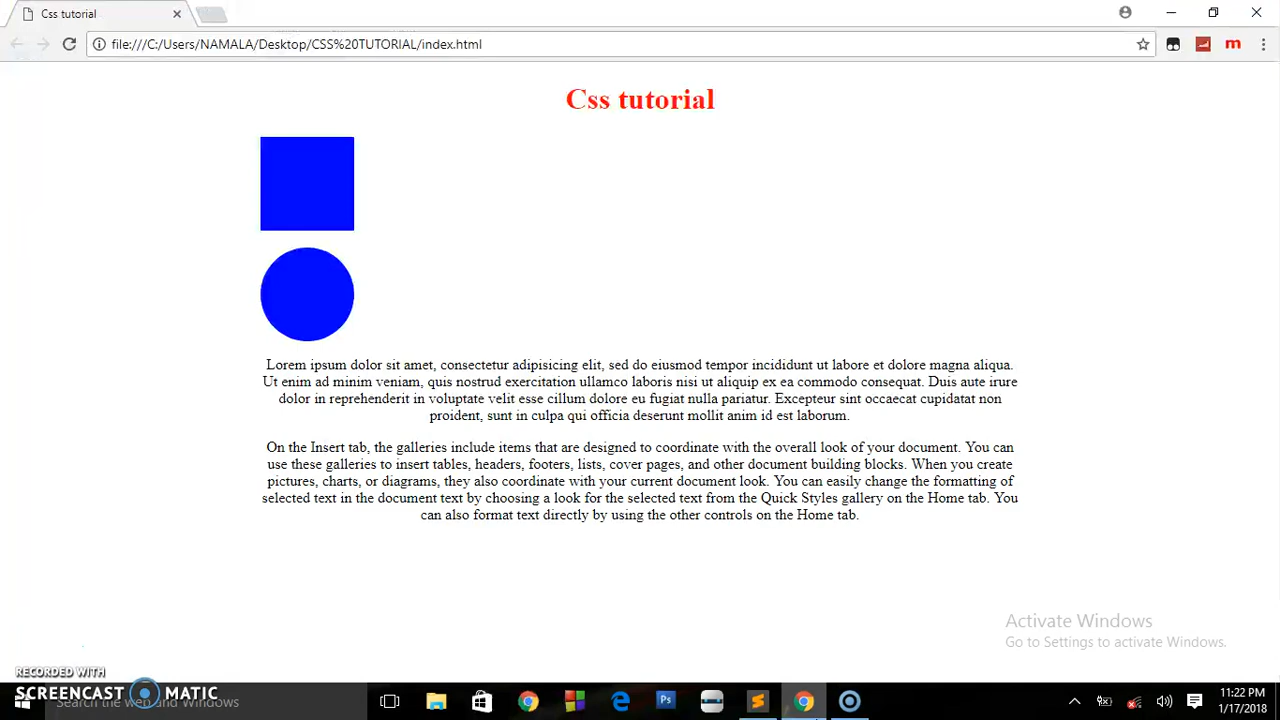 Css tutorial
file:///C:/Users/NAMALA/Desktop/CSS%20TUTORIAL/index.html
m
Css tutorial
Lorem ipsum dolor sit amet, consectetur adipisicing elit, sed do eiusmod tempor incididunt ut labore et dolore magna aliqua.
Ut enim ad minim veniam, quis nostrud exercitation ullamco laboris nisi ut aliquip ex ea commodo consequat. Duis aute irure
dolor in reprehenderit in voluptate velit esse cillum dolore eu fugiat nulla pariatur. Excepteur sint occaecat cupidatat non
proident, sunt in culpa qui officia deserunt mollit anim id est laborum.
On the Insert tab, the galleries include items that are designed to coordinate with the overall look of your document. You can
use these galleries to insert tables, headers, footers, lists, cover pages, and other document building blocks. When you create
pictures, charts, or diagrams, they also coordinate with your current document look. You can easily change the formatting of
selected text in the document text by choosing a look for the selected text from the Quick Styles gallery on the Home tab. You
can also format text directly by using the other controls on the Home tab.
Activate Windows
Go to Settings to activate Windows.
RECORDED WITH
SCREENCAST MATIC
Search the web and Windows
Ps
11:22 PM
1/17/2018